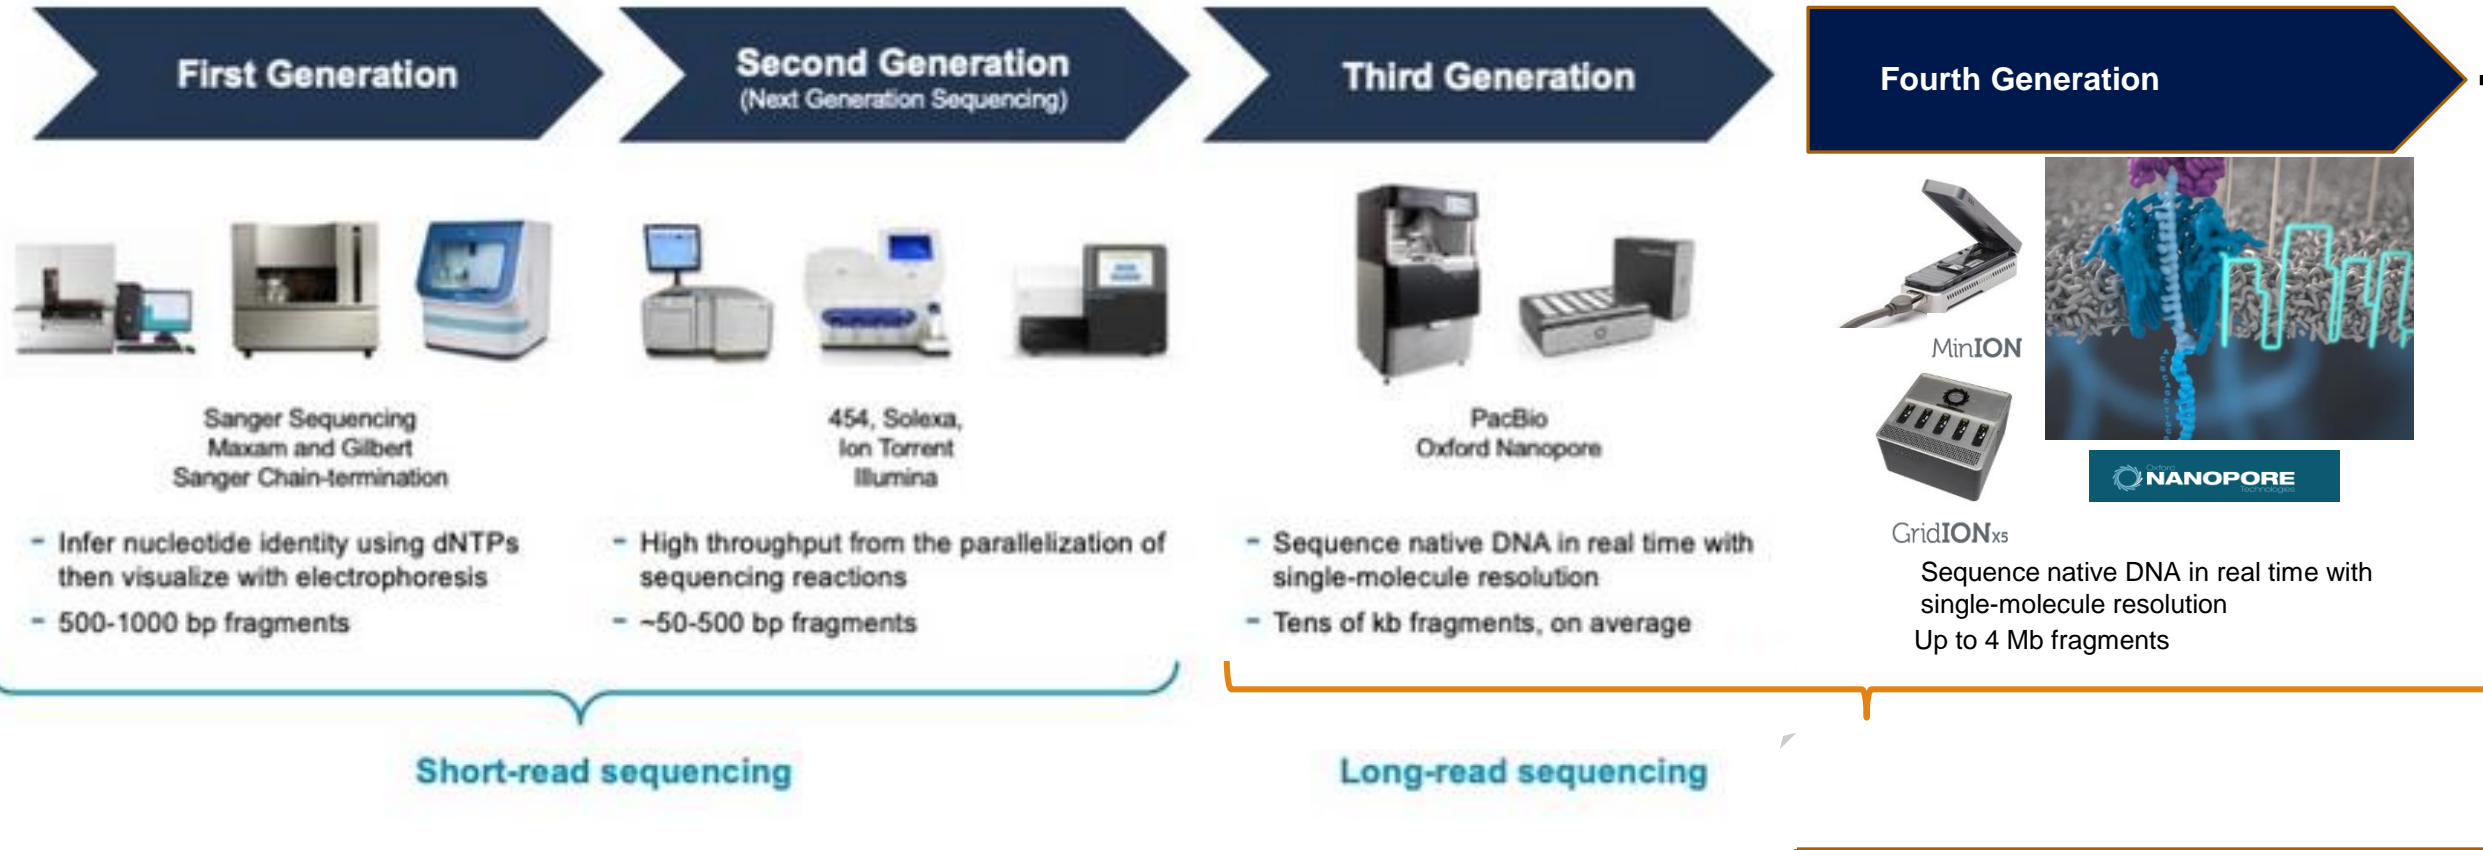 First Generation
Second Generation
(Next Generation Sequencing)
Third Generation
Fourth Generation
Sanger Sequencing
Maxam and Gilbert
Sanger Chain-termination
454, Solexa,
Ion Torrent
Illumina
PacBio
Oxford Nanopore
MinION
GridIONx5
Oxford
NANOPORE
Technologies
- Infer nucleotide identity using dNTPs
then visualize with electrophoresis
- 500-1000 bp fragments
- High throughput from the parallelization of
sequencing reactions
- ~50-500 bp fragments
- Sequence native DNA in real time with
single-molecule resolution
- Tens of kb fragments, on average
Sequence native DNA in real time with
single-molecule resolution
Up to 4 Mb fragments
Short-read sequencing
Long-read sequencing